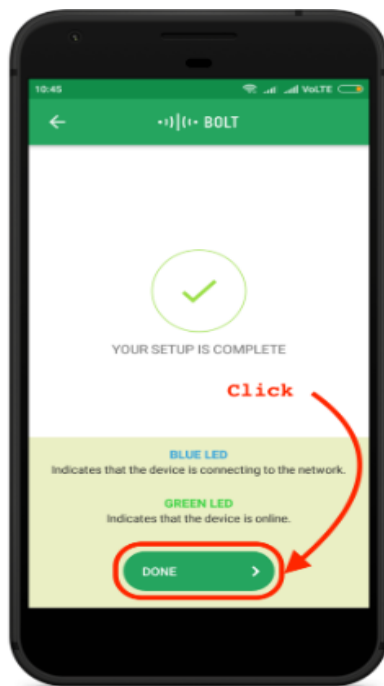 10:45
VoLTE
BOLT
YOUR SETUP IS COMPLETE
Click
BLUE LED
Indicates that the device is connecting to the network.
GREEN LED
Indicates that the device is online.
DONE